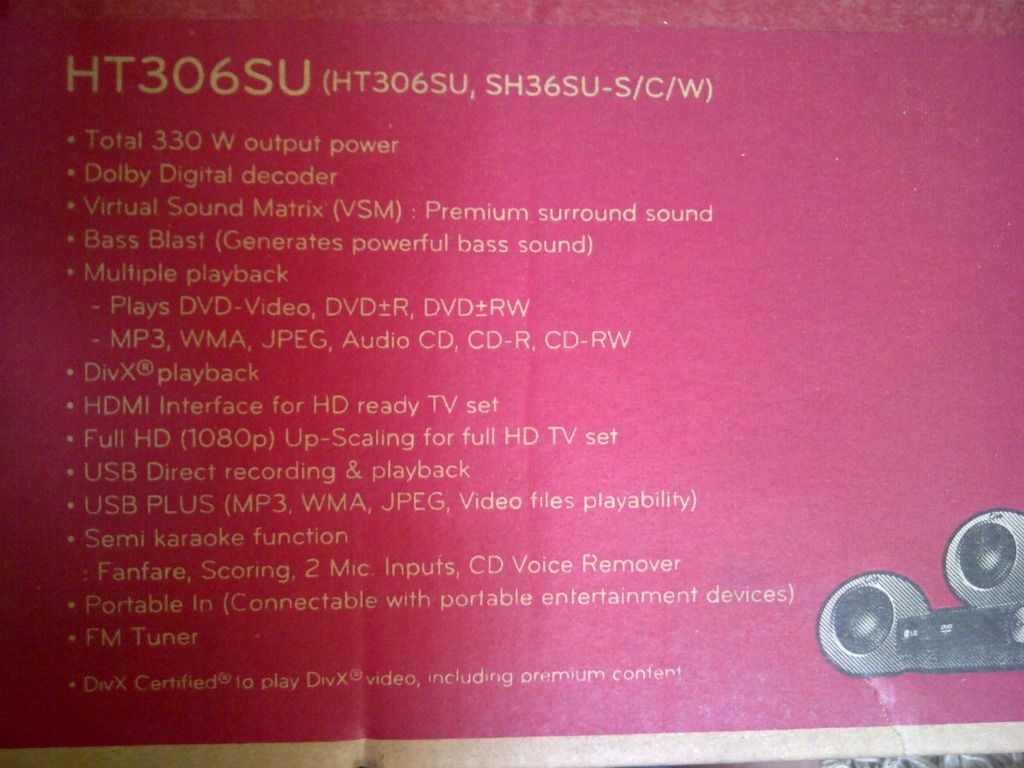 HT306SU (HT306SU, SH36SU-S/C/W)
• Total 330 W output power
• Dolby Digital decoder
• Virtual Sound Matrix (VSM) : Premium surround sound
• Bass Blast (Generates powerful bass sound)
• Multiple playback
- Plays DVD-Video, DVD±R, DVD±RW
- MP3, WMA, JPEG, Audio CD, CD-R, CD-RW
• DivX® playback
• HDMI Interface for HD ready TV set
• Full HD (1080p) Up-Scaling for full HD TV set
• USB Direct recording & playback
• USB PLUS (MP3, WMA, JPEG, Video files playability)
• Semi karaoke function
: Fanfare, Scoring, 2 Mic. Inputs, CD Voice Remover
• Portable In (Connectable with portable entertainment devices)
• FM Tuner
• DivX Certified® to play DivX® video, including premium content
LG
DVD